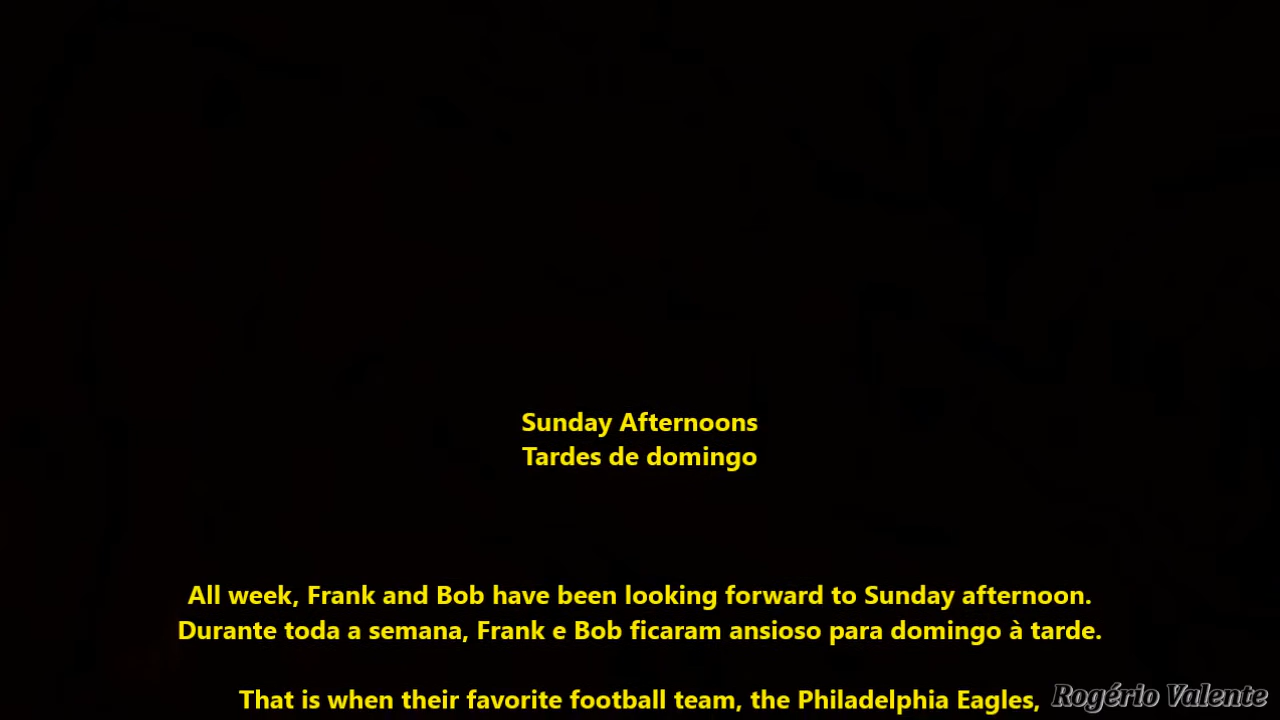 Sunday Afternoons
Tardes de domingo
All week, Frank and Bob have been looking forward to Sunday afternoon.
Durante toda a semana, Frank e Bob ficaram ansioso para domingo à tarde.
That is when their favorite football team, the Philadelphia Eagles,
Rogério Valente